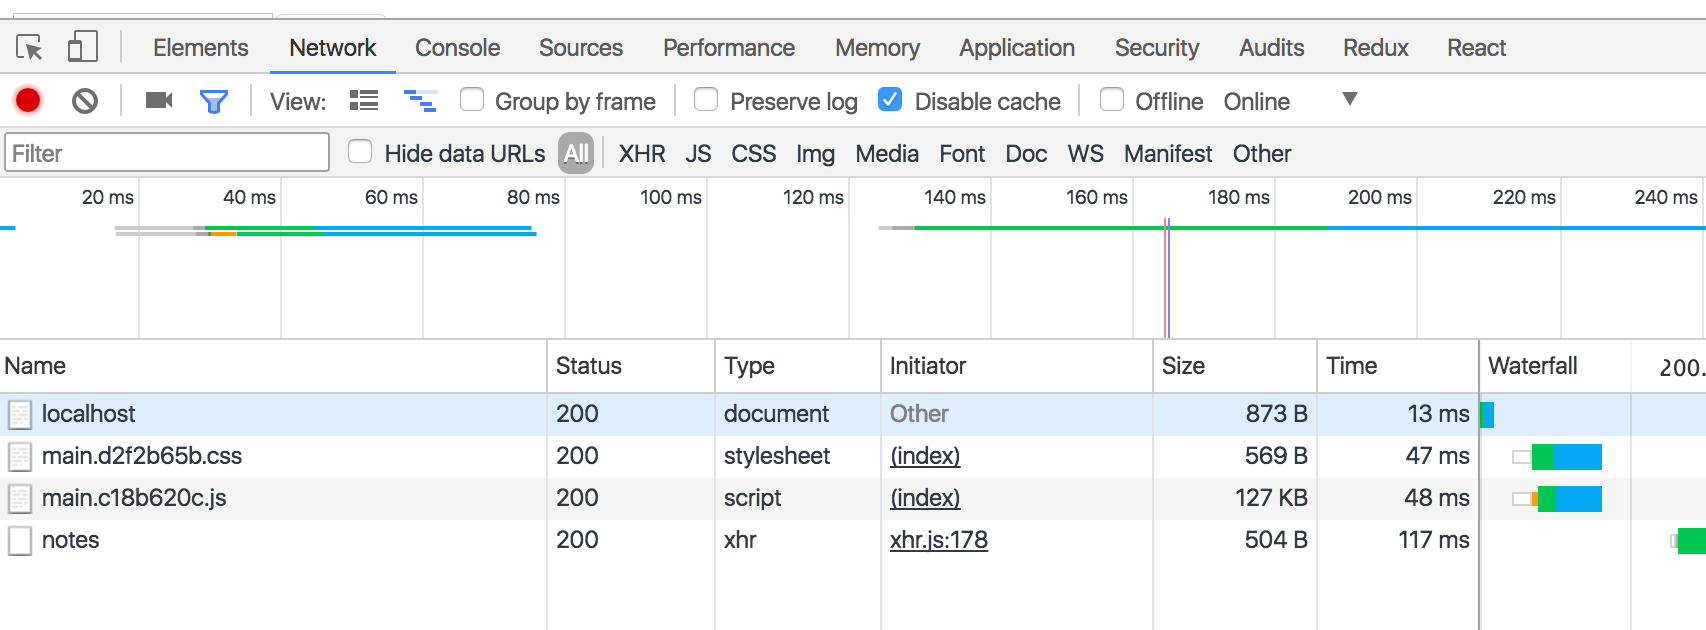 Elements Network Console Sources Performance Memory Application Security Audits Redux React
View: Group by frame Preserve log Disable cache Offline Online
Filter Hide data URLs All XHR JS CSS Img Media Font Doc WS Manifest Other
20 ms 40 ms 60 ms 80 ms 100 ms 120 ms 140 ms 160 ms 180 ms 200 ms 220 ms 240 ms
Name Status Type Initiator Size Time Waterfall 200.
localhost 200 document Other 873 B 13 ms
main.d2f2b65b.css 200 stylesheet (index) 569 B 47 ms
main.c18b620c.js 200 script (index) 127 KB 48 ms
notes 200 xhr xhr.js:178 504 B 117 ms